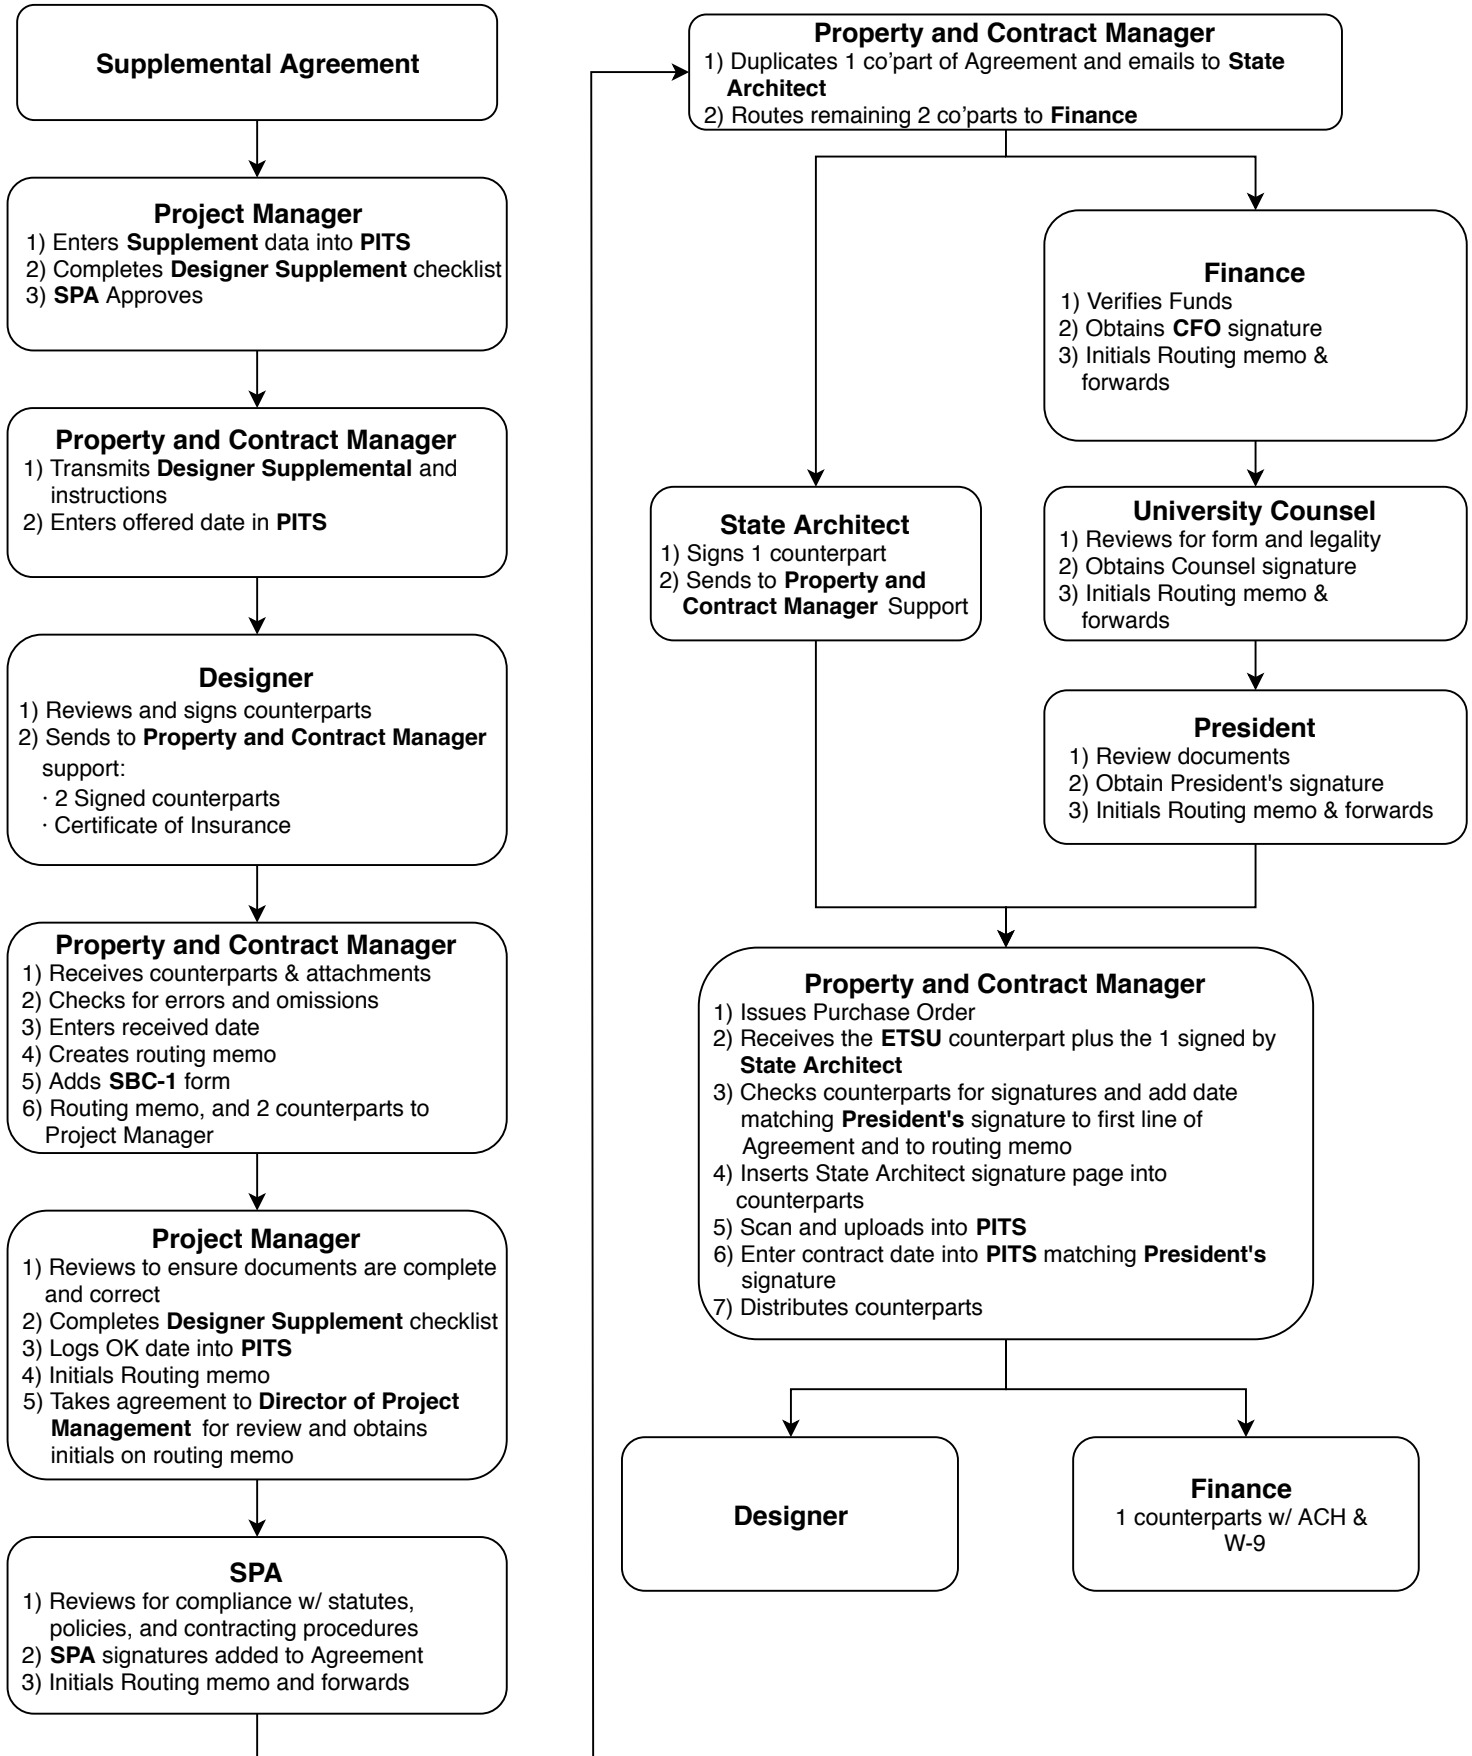 Supplemental Agreement
Project Manager
1) Enters Supplement data into PITS
2) Completes Designer Supplement checklist
3) SPA Approves
Property and Contract Manager
1) Transmits Designer Supplemental and
instructions
2) Enters offered date in PITS
Designer
1) Reviews and signs counterparts
2) Sends to Property and Contract Manager
support:
· 2 Signed counterparts
· Certificate of Insurance
Property and Contract Manager
1) Receives counterparts & attachments
2) Checks for errors and omissions
3) Enters received date
4) Creates routing memo
5) Adds SBC-1 form
6) Routing memo, and 2 counterparts to
Project Manager
Project Manager
1) Reviews to ensure documents are complete
and correct
2) Completes Designer Supplement checklist
3) Logs OK date into PITS
4) Initials Routing memo
5) Takes agreement to Director of Project
Management for review and obtains
initials on routing memo
SPA
1) Reviews for compliance w/ statutes,
policies, and contracting procedures
2) SPA signatures added to Agreement
3) Initials Routing memo and forwards
Property and Contract Manager
1) Duplicates 1 co'part of Agreement and emails to State
Architect
2) Routes remaining 2 co'parts to Finance
Finance
1) Verifies Funds
2) Obtains CFO signature
3) Initials Routing memo &
forwards
State Architect
1) Signs 1 counterpart
2) Sends to Property and
Contract Manager Support
University Counsel
1) Reviews for form and legality
2) Obtains Counsel signature
3) Initials Routing memo &
forwards
President
1) Review documents
2) Obtain President's signature
3) Initials Routing memo & forwards
Property and Contract Manager
1) Issues Purchase Order
2) Receives the ETSU counterpart plus the 1 signed by
State Architect
3) Checks counterparts for signatures and add date
matching President's signature to first line of
Agreement and to routing memo
4) Inserts State Architect signature page into
counterparts
5) Scan and uploads into PITS
6) Enter contract date into PITS matching President's
signature
7) Distributes counterparts
Designer
Finance
1 counterparts w/ ACH &
W-9